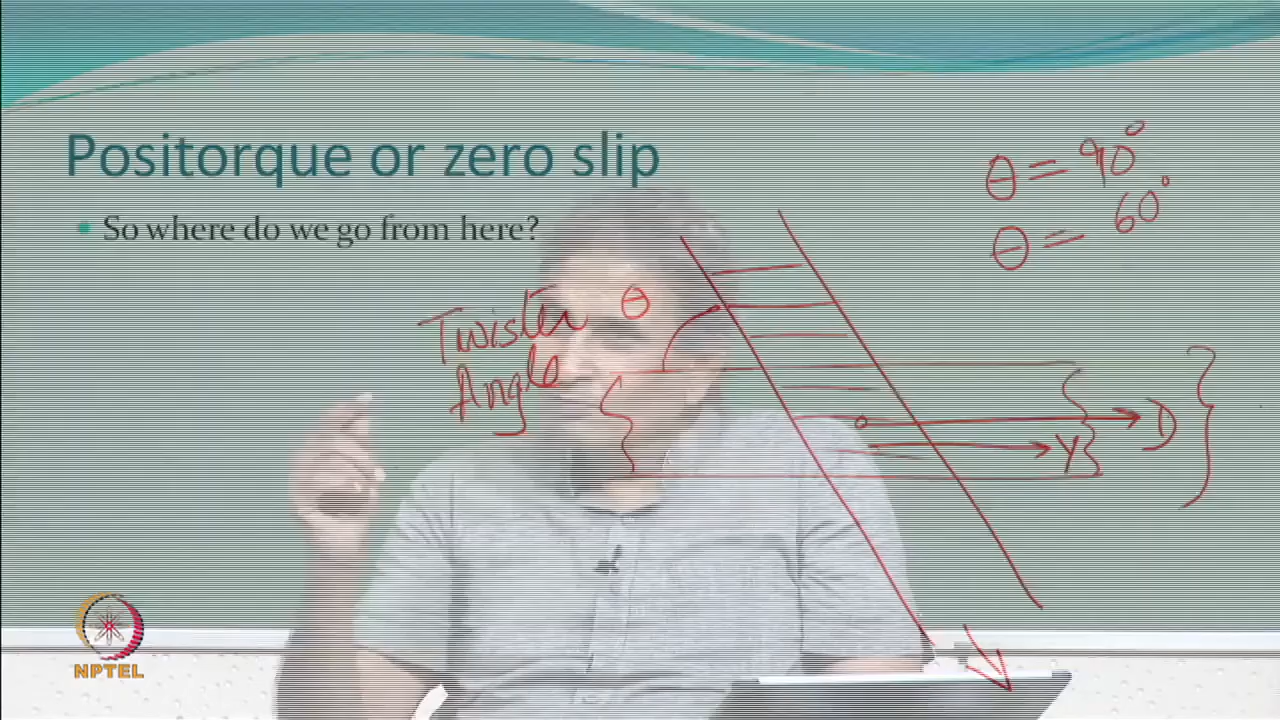 Positorque or zero slip
So where do we go from here?
θ = 90°
θ = 60°
Twister θ
Angle
D
Y
NPTEL